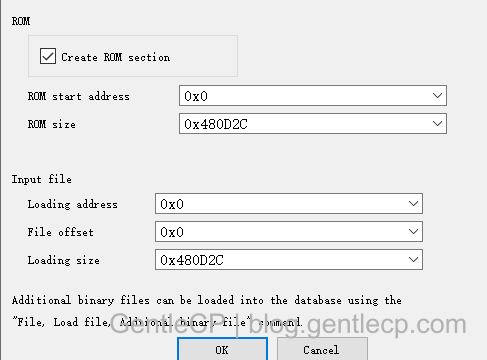 ROM
Create ROM section
ROM start address 0x0
ROM size 0x480D2C
Input file
Loading address 0x0
File offset 0x0
Loading size 0x480D2C
Additional binary files can be loaded into the database using the
"File, Load file, Additional binary file" command.
GentleCP | blog.gentlecp.com
OK Cancel